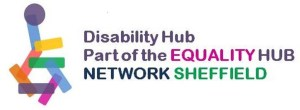 Disability Hub
Part of the EQUALITY HUB
NETWORK SHEFFIELD